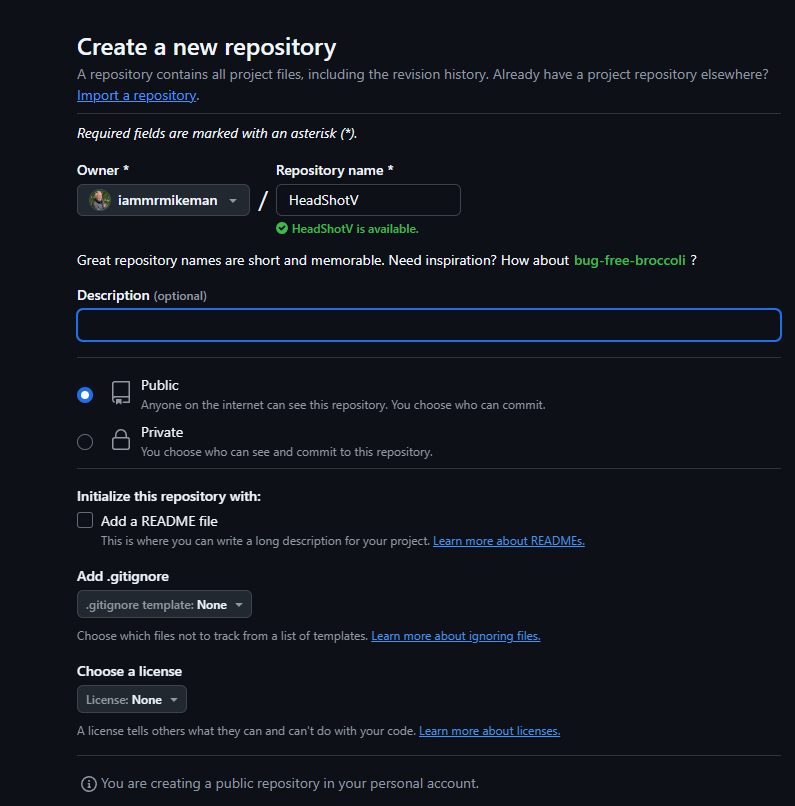 Create a new repository
A repository contains all project files, including the revision history. Already have a project repository elsewhere?
Import a repository.
Required fields are marked with an asterisk (*).
Owner * Repository name *
iammrmikeman / HeadShotV
HeadShotV is available.
Great repository names are short and memorable. Need inspiration? How about bug-free-broccoli ?
Description (optional)
Public
Anyone on the internet can see this repository. You choose who can commit.
Private
You choose who can see and commit to this repository.
Initialize this repository with:
Add a README file
This is where you can write a long description for your project. Learn more about READMEs.
Add .gitignore
.gitignore template: None
Choose which files not to track from a list of templates. Learn more about ignoring files.
Choose a license
License: None
A license tells others what they can and can't do with your code. Learn more about licenses.
You are creating a public repository in your personal account.